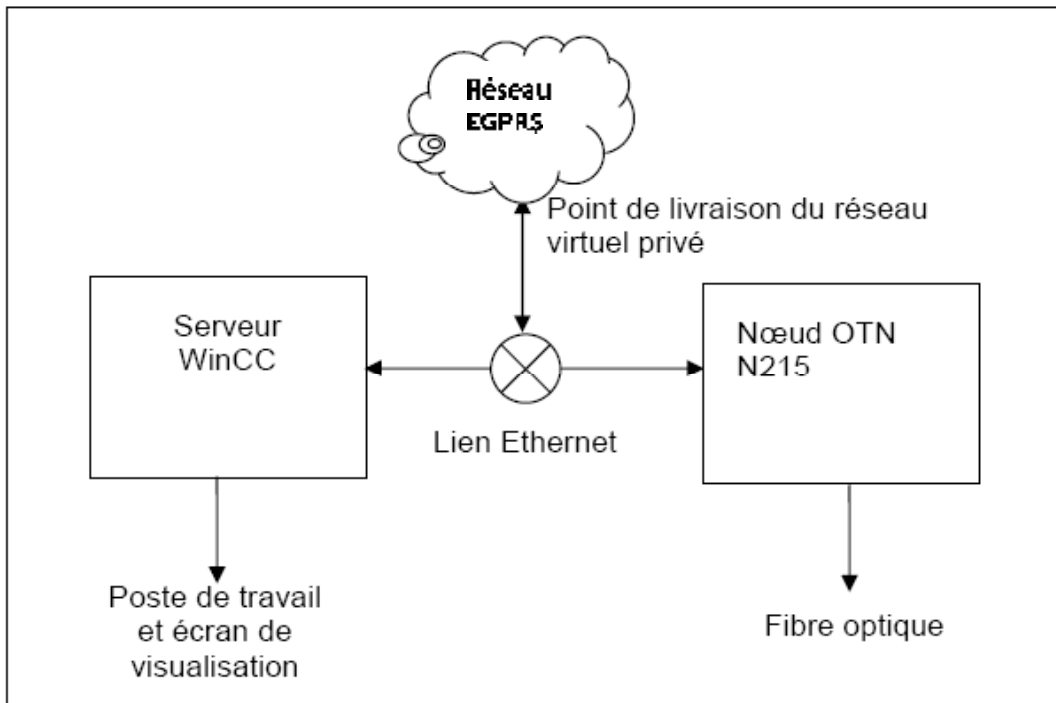 Réseau
EGPRS
Point de livraison du réseau
virtuel privé
Serveur
WinCC
Nœud OTN
N215
Lien Ethernet
Poste de travail
et écran de
visualisation
Fibre optique